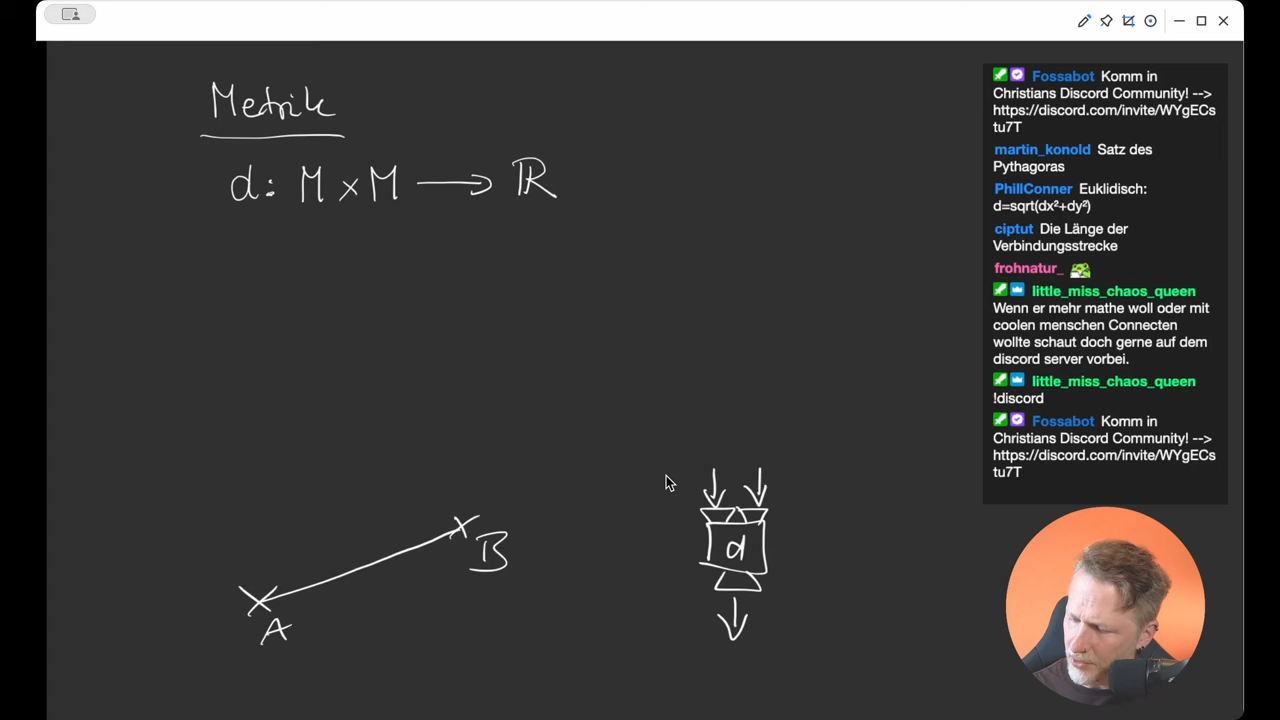 Metrik
d: M × M ⟶ ℝ
A
B
d
Fossabot Komm in
Christians Discord Community! -->
https://discord.com/invite/WYgECs
tu7T
martin_konold Satz des
Pythagoras
PhillConner Euklidisch:
d=sqrt(dx²+dy²)
ciptut Die Länge der
Verbindungsstrecke
frohnatur_
little_miss_chaos_queen
Wenn er mehr mathe woll oder mit
coolen menschen Connecten
wollte schaut doch gerne auf dem
discord server vorbei.
little_miss_chaos_queen
!discord
Fossabot Komm in
Christians Discord Community! -->
https://discord.com/invite/WYgECs
tu7T